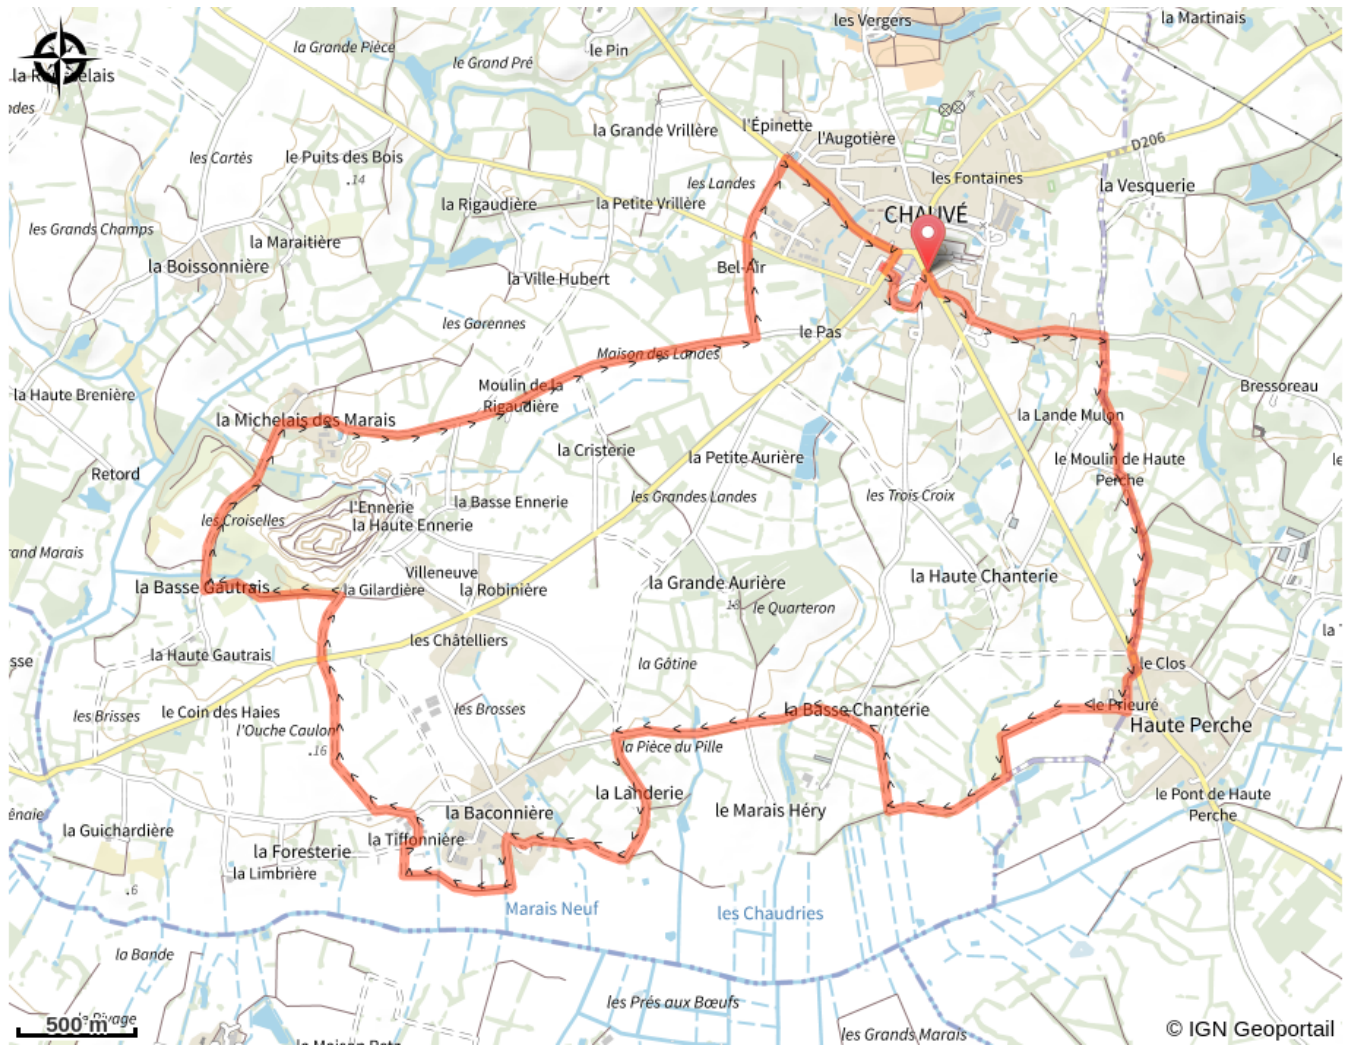 les Vergers
la Martinais
la Grande Pièce
le Pin
le Grand Pré
l'Épinette
la Grande Vrillère
l'Augotière
D206
les Cartès
le Puits des Bois
.14
les Landes
les Fontaines
la Vesquerie
la Rigaudière
la Petite Vrillère
CHAUVÉ
les Grands Champs
la Maraitière
la Boissonnière
Bel-Air
la Ville Hubert
les Garennes
le Pas
Maison des Landes
la Haute Brenière
Moulin de la
Rigaudière
Bressoreau
la Michelais des Marais
la Lande Mulon
la Cristerie
la Petite Aurière
le Moulin de Haute
Perche
Retord
les Grandes Landes
les Trois Croix
l'Ennerie
la Basse Ennerie
les Croiselles
la Haute Ennerie
rand Marais
Villeneuve
la Basse Gautrais
la Gilardière
la Robinière
la Grande Aurière
la Haute Chanterie
le Quarteron
les Châtelliers
la Haute Gautrais
la Gâtine
le Clos
sse
les Brisses
le Coin des Haies
les Brosses
la Basse Chanterie
le Prieuré
l'Ouche Caulon
.16
Haute Perche
la Pièce du Pille
la Landerie
le Pont de Haute
Perche
la Baconnière
le Marais Héry
énaie
la Guichardière
la Tiffonnière
la Foresterie
la Limbrière
.6
Marais Neuf
les Chaudries
la Bande
les Prés aux Bœufs
500 m
les Grands Marais
© IGN Geoportail